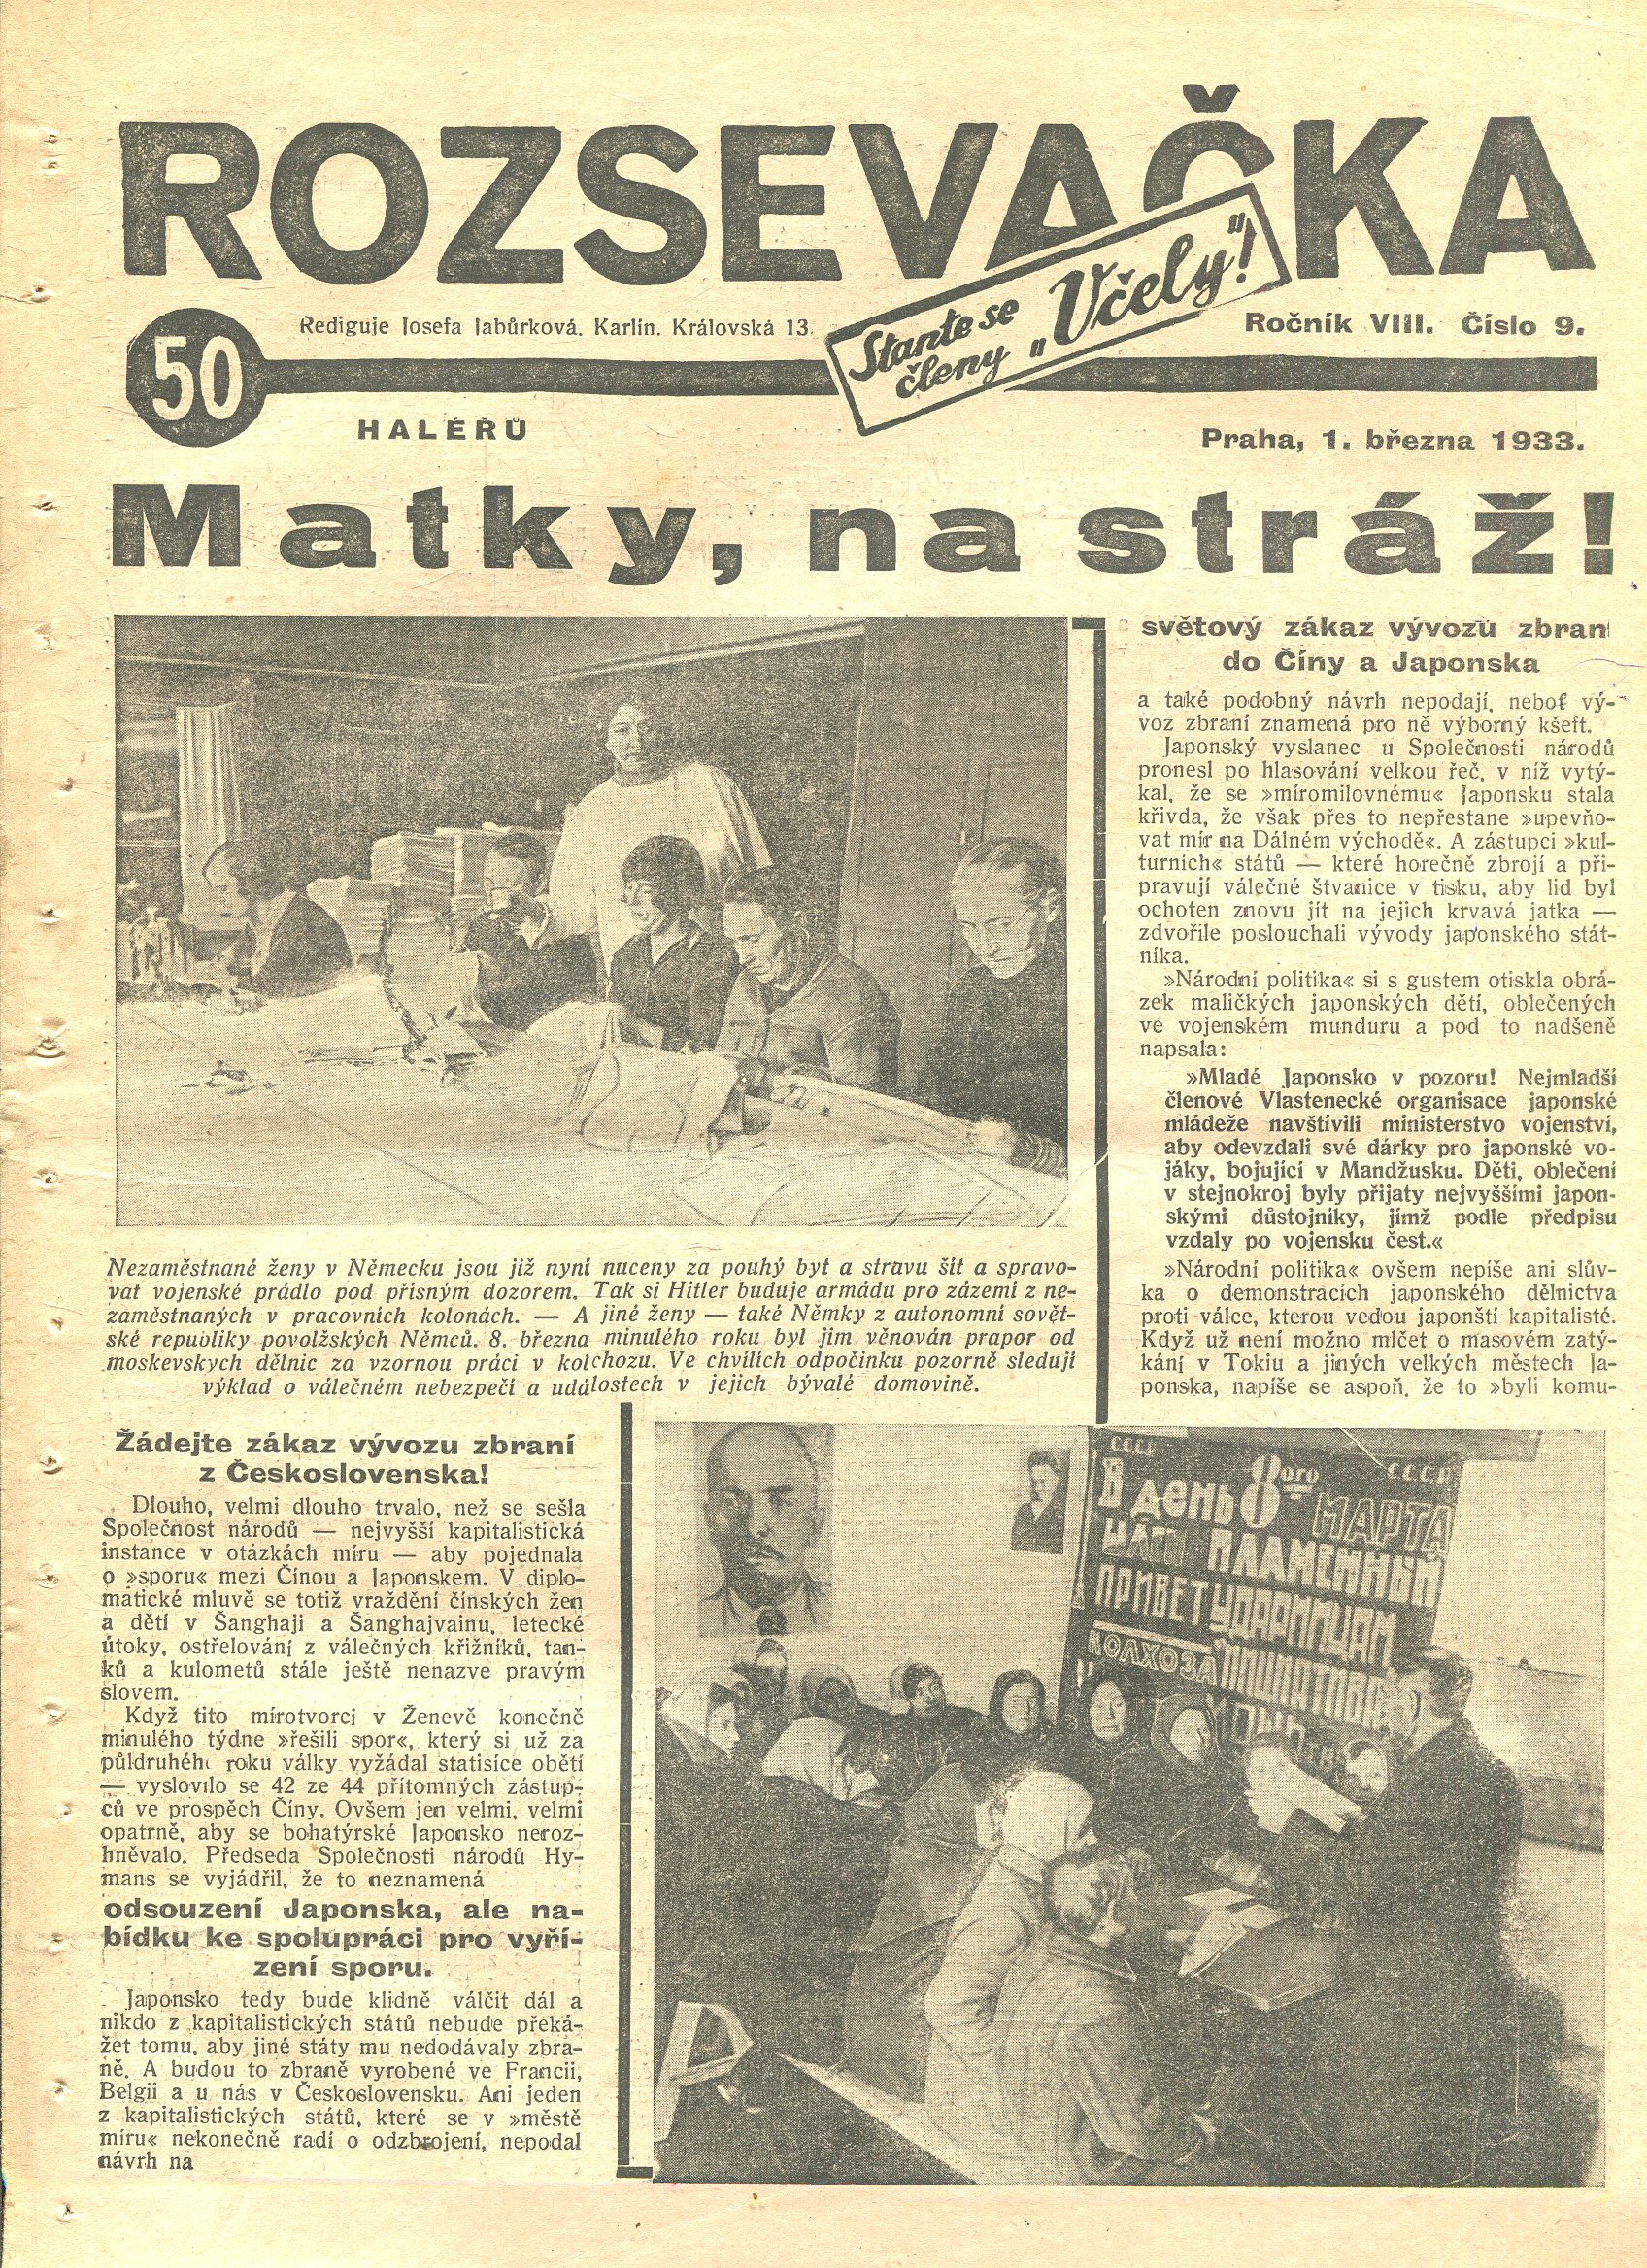 ROZSEVAČKA
Staňte se
členy „Včely"!
50
Rediguje Josefa Jabůrková. Karlín. Královská 13.
Ročník VIII. Číslo 9.
HALÉŘŮ
Praha, 1. března 1933.
Matky, na stráž!
Nezaměstnané ženy v Německu jsou již nyní nuceny za pouhý byt a stravu šít a spravo-
vat vojenské prádlo pod přísným dozorem. Tak si Hitler buduje armádu pro zázemí z ne-
zaměstnaných v pracovních kolonách. — A jiné ženy — také Němky z autonomní sovět-
ské republiky povolžských Němců. 8. března minulého roku byl jim věnován prapor od
moskevských dělnic za vzornou práci v kolchozu. Ve chvílích odpočinku pozorně sledují
výklad o válečném nebezpečí a událostech v jejich bývalé domovině.
Žádejte zákaz vývozu zbraní
z Československa!
Dlouho, velmi dlouho trvalo, než se sešla
Společnost národů — nejvyšší kapitalistická
instance v otázkách míru — aby pojednala
o »sporu« mezi Čínou a Japonskem. V diplo-
matické mluvě se totiž vraždění čínských žen
a dětí v Šanghaji a Šanghajvainu, letecké
útoky, ostřelování z válečných křižníků, tan-
ků a kulometů stále ještě nenazve pravým
slovem.
Když tito mírotvorci v Ženevě konečně
minulého týdne »řešili spor«, který si už za
půldruhého roku války vyžádal statisíce obětí
— vyslovilo se 42 ze 44 přítomných zástup-
ců ve prospěch Číny. Ovšem jen velmi, velmi
opatrně, aby se bohatýrské Japonsko neroz-
hněvalo. Předseda Společnosti národů Hy-
mans se vyjádřil, že to neznamená
odsouzení Japonska, ale na-
bídku ke spolupráci pro vyří-
zení sporu.
Japonsko tedy bude klidně válčit dál a
nikdo z kapitalistických států nebude překá-
žet tomu, aby jiné státy mu nedodávaly zbra-
ně. A budou to zbraně vyrobené ve Francii,
Belgii a u nás v Československu. Ani jeden
z kapitalistických států, které se v »městě
míru« nekonečně radí o odzbrojení, nepodal
návrh na
světový zákaz vývozu zbraní
do Číny a Japonska
a také podobný návrh nepodají, neboť vý-
voz zbraní znamená pro ně výborný kšeft.
Japonský vyslanec u Společnosti národů
pronesl po hlasování velkou řeč, v níž vytý-
kal, že se »míromilovnému« Japonsku stala
křivda, že však přes to nepřestane »upevňo-
vat mír na Dálném východě«. A zástupci »kul-
turních« států — které horečně zbrojí a při-
pravují válečné štvanice v tisku, aby lid byl
ochoten znovu jít na jejich krvavá jatka —
zdvořile poslouchali vývody japonského stát-
níka.
»Národní politika« si s gustem otiskla obrá-
zek maličkých japonských dětí, oblečených
ve vojenském munduru a pod to nadšeně
napsala:
»Mladé Japonsko v pozoru! Nejmladší
členové Vlastenecké organisace japonské
mládeže navštívili ministerstvo vojenství,
aby odevzdali své dárky pro japonské vo-
jáky, bojující v Mandžusku. Děti, oblečení
v stejnokroj byly přijaty nejvyššími japon-
skými důstojníky, jimž podle předpisu
vzdaly po vojensku čest.«
»Národní politika« ovšem nepíše ani slův-
ka o demonstracích japonského dělnictva
proti válce, kterou vedou japonští kapitalisté.
Když už není možno mlčet o masovém zatý-
kání v Tokiu a jiných velkých městech Ja-
ponska, napíše se aspoň, že to »byli komu-
СССР СССР
В день 8ого МАРТА
НАШ ПЛАМЕННЫЙ
ПРИВЕТ УДАРНИЦАМ
КОЛХОЗА